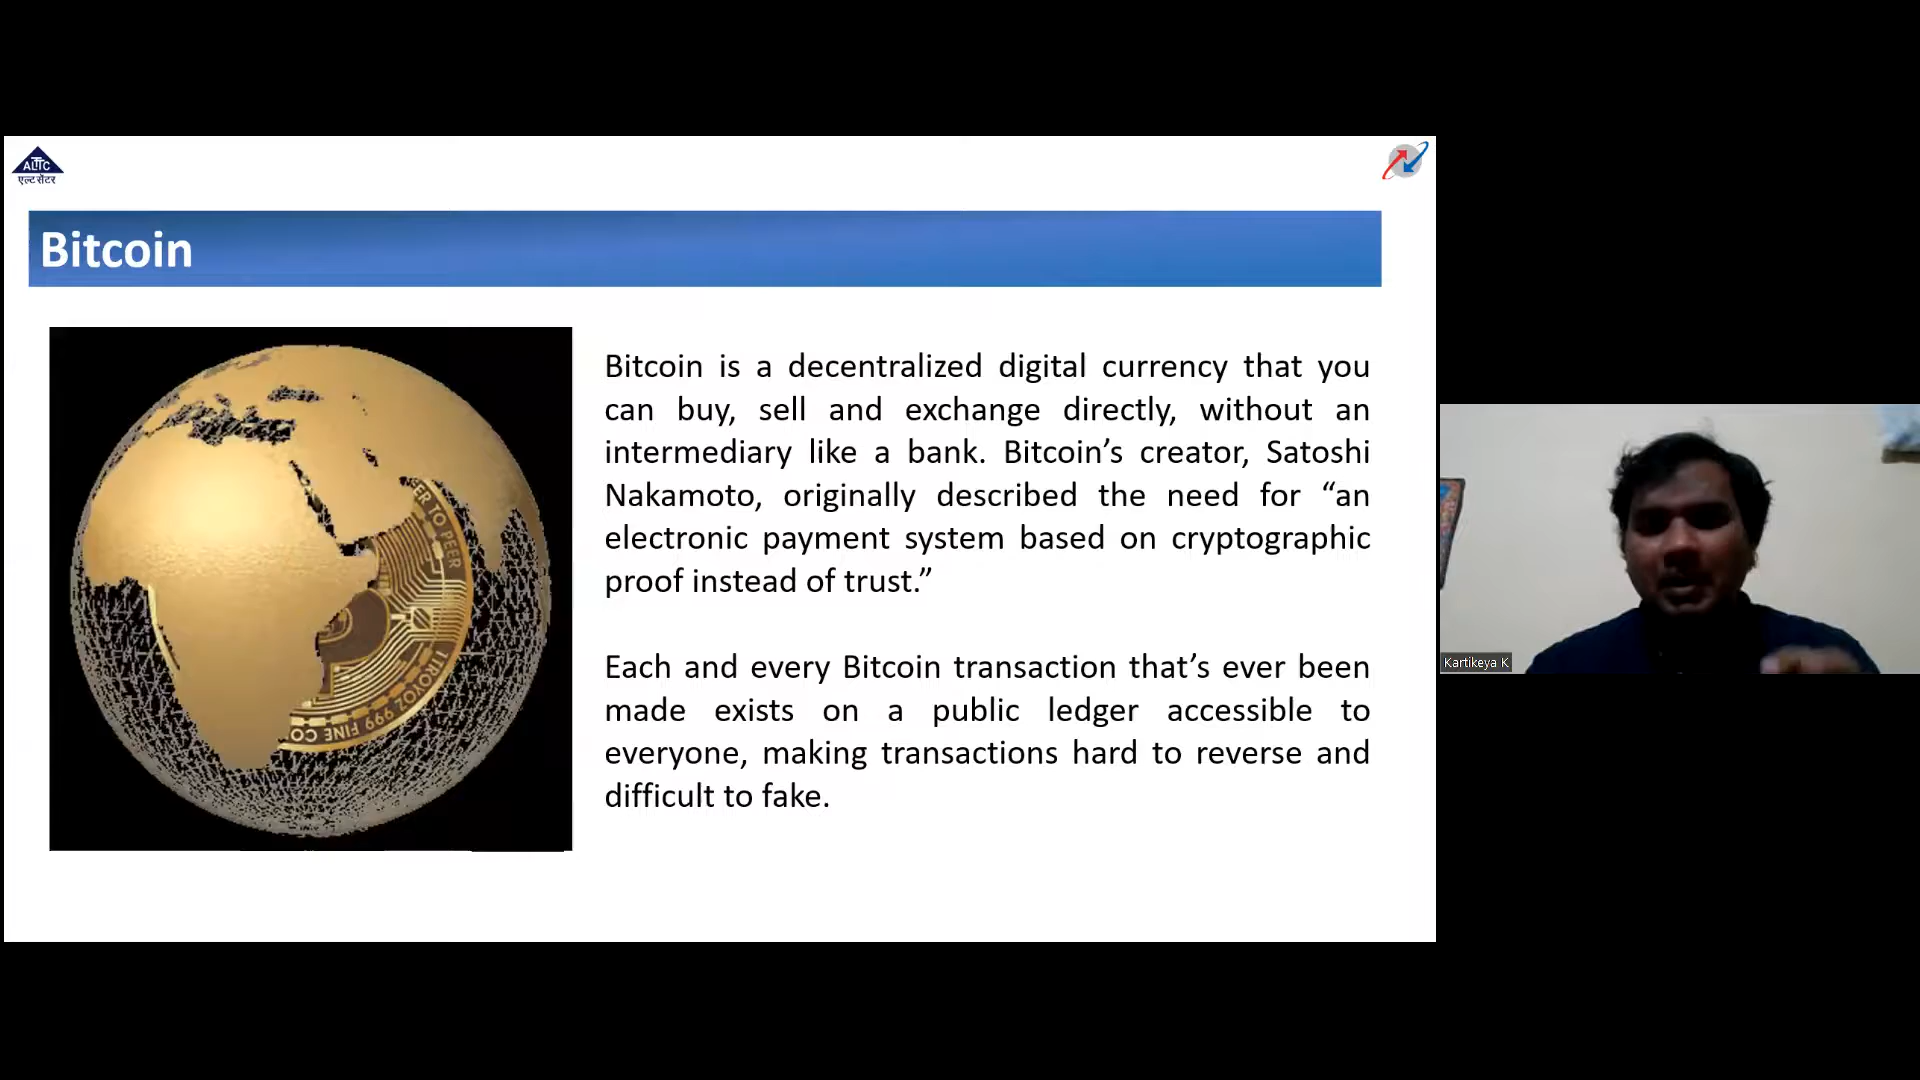 ALTTC
एल्ट सेंटर
Bitcoin
Bitcoin is a decentralized digital currency that you
can buy, sell and exchange directly, without an
intermediary like a bank. Bitcoin’s creator, Satoshi
Nakamoto, originally described the need for “an
electronic payment system based on cryptographic
proof instead of trust.”
Each and every Bitcoin transaction that’s ever been
made exists on a public ledger accessible to
everyone, making transactions hard to reverse and
difficult to fake.
TO PEER
1 TROY OZ 999 FINE CO
Kartikeya K